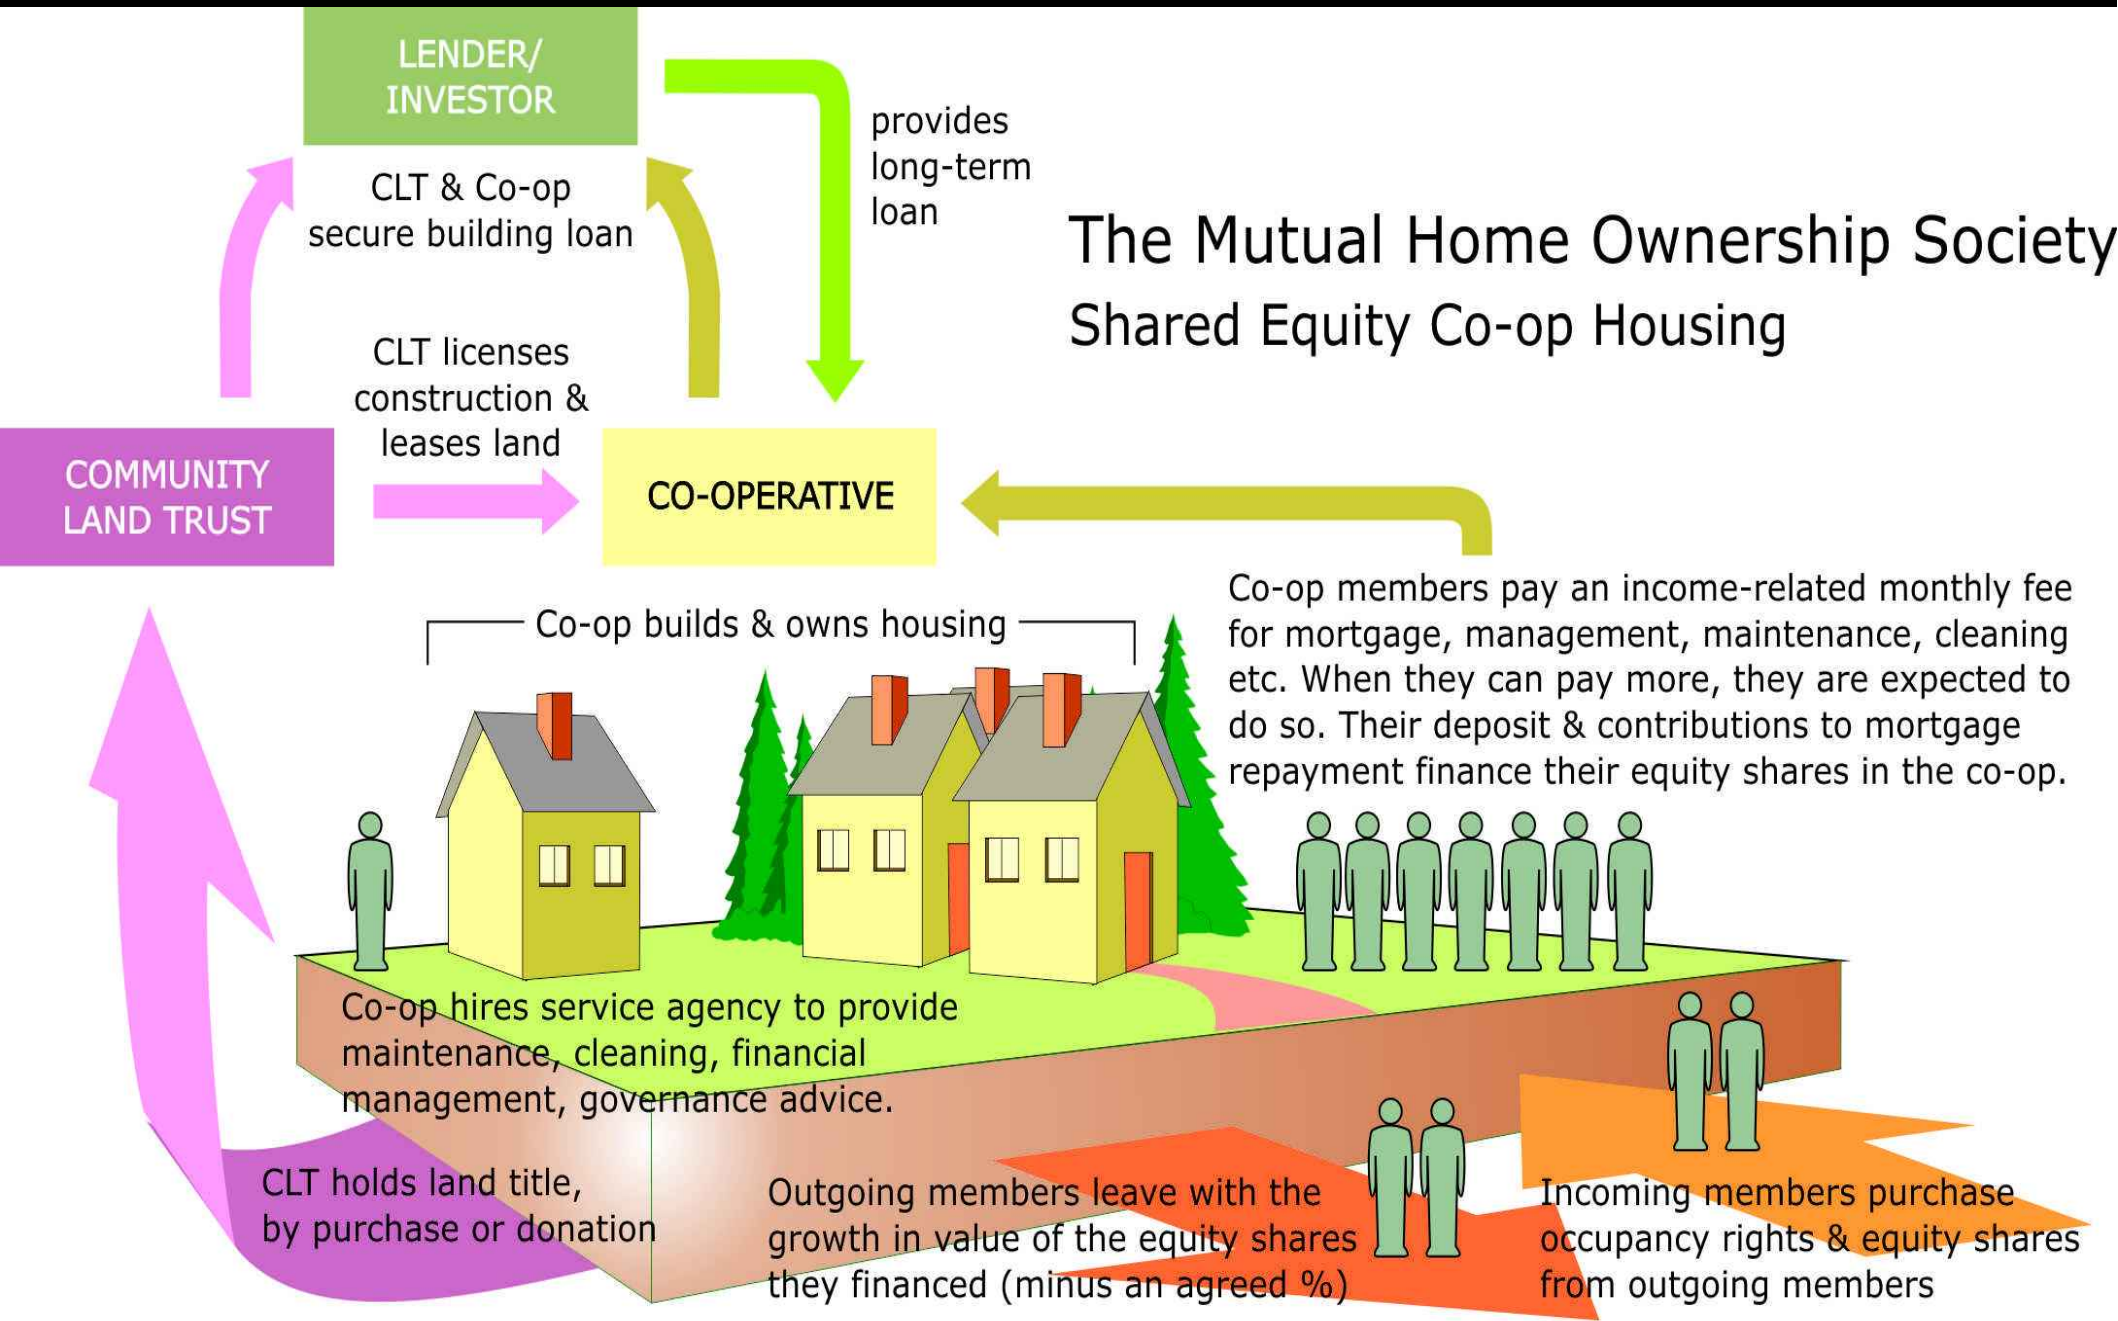 LENDER/
INVESTOR
CLT & Co-op
secure building loan
provides
long-term
loan
The Mutual Home Ownership Society
Shared Equity Co-op Housing
CLT licenses
construction &
leases land
COMMUNITY
LAND TRUST
CO-OPERATIVE
Co-op builds & owns housing
Co-op members pay an income-related monthly fee
for mortgage, management, maintenance, cleaning
etc. When they can pay more, they are expected to
do so. Their deposit & contributions to mortgage
repayment finance their equity shares in the co-op.
Co-op hires service agency to provide
maintenance, cleaning, financial
management, governance advice.
CLT holds land title,
by purchase or donation
Outgoing members leave with the
growth in value of the equity shares
they financed (minus an agreed %)
Incoming members purchase
occupancy rights & equity shares
from outgoing members